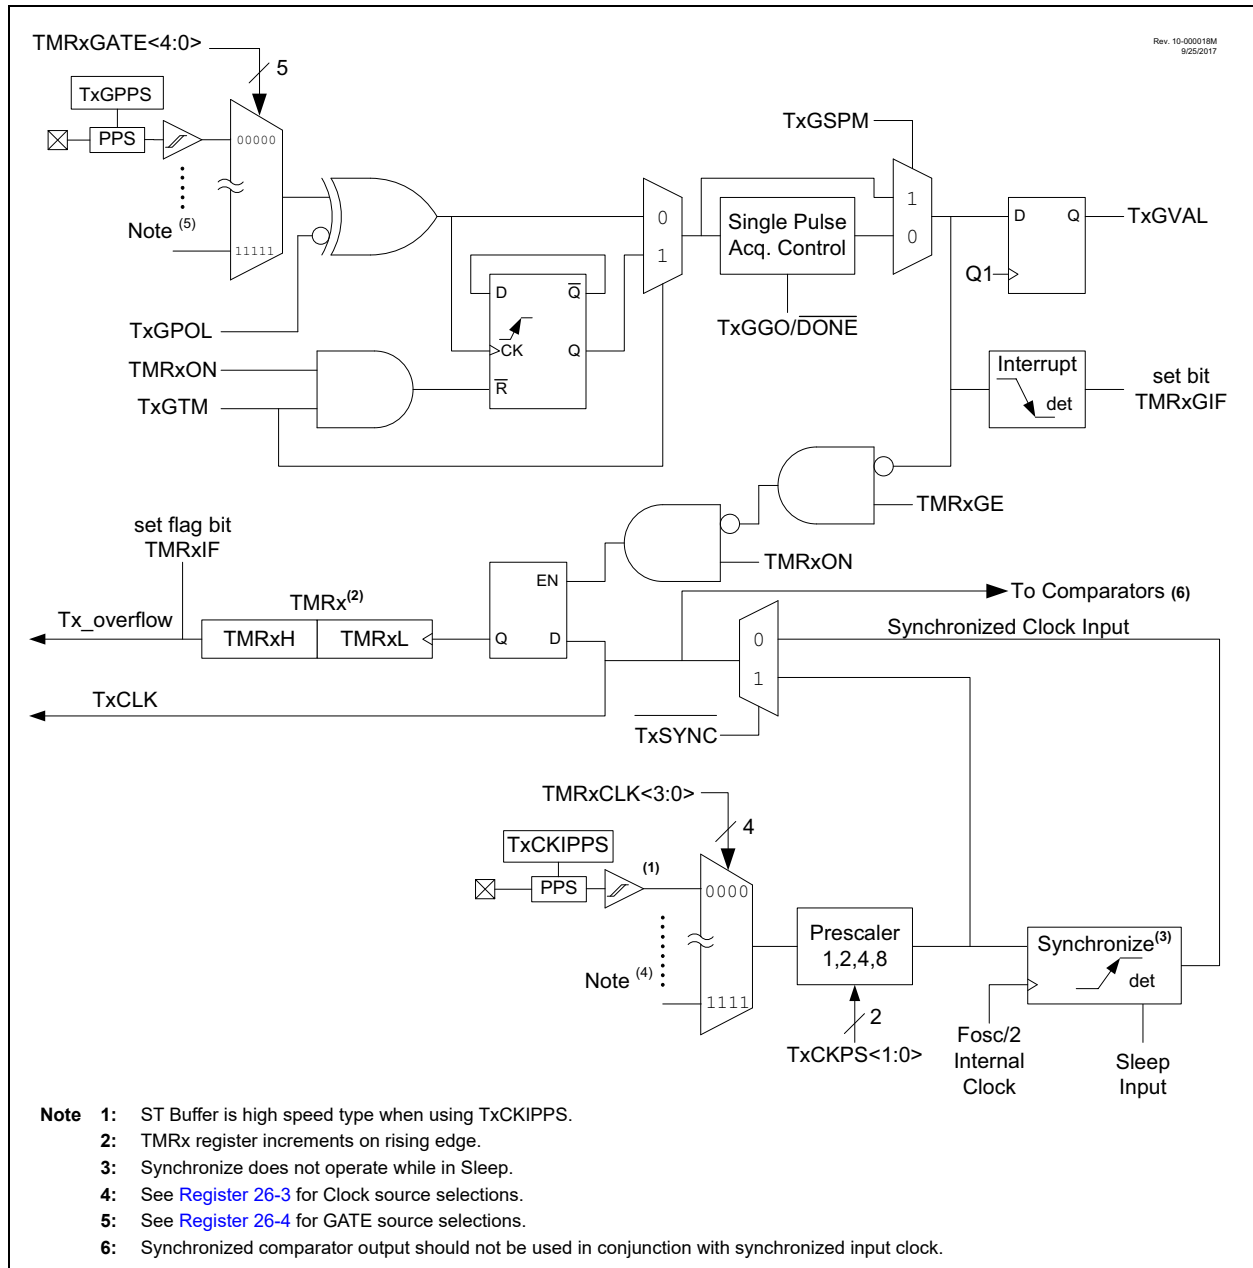 Rev. 10-000018M
9/25/2017
TMRxGATE<4:0>
5
TxGPPS
PPS
00000
Note (5)
11111
TxGPOL
TMRxON
TxGTM
D
Q
CK
Q
R
0
1
Single Pulse
Acq. Control
TxGGO/DONE
TxGSPM
1
0
D
Q
Q1
TxGVAL
Interrupt
det
set bit
TMRxGIF
TMRxGE
TMRxON
set flag bit
TMRxIF
Tx_overflow
TMRx(2)
TMRxH
TMRxL
EN
Q
D
TxCLK
To Comparators (6)
Synchronized Clock Input
0
1
TxSYNC
TMRxCLK<3:0>
4
TxCKIPPS
PPS
(1)
0000
Note (4)
1111
Prescaler
1,2,4,8
2
TxCKPS<1:0>
Synchronize(3)
det
Fosc/2
Internal
Clock
Sleep
Input
Note 1: ST Buffer is high speed type when using TxCKIPPS.
2: TMRx register increments on rising edge.
3: Synchronize does not operate while in Sleep.
4: See Register 26-3 for Clock source selections.
5: See Register 26-4 for GATE source selections.
6: Synchronized comparator output should not be used in conjunction with synchronized input clock.